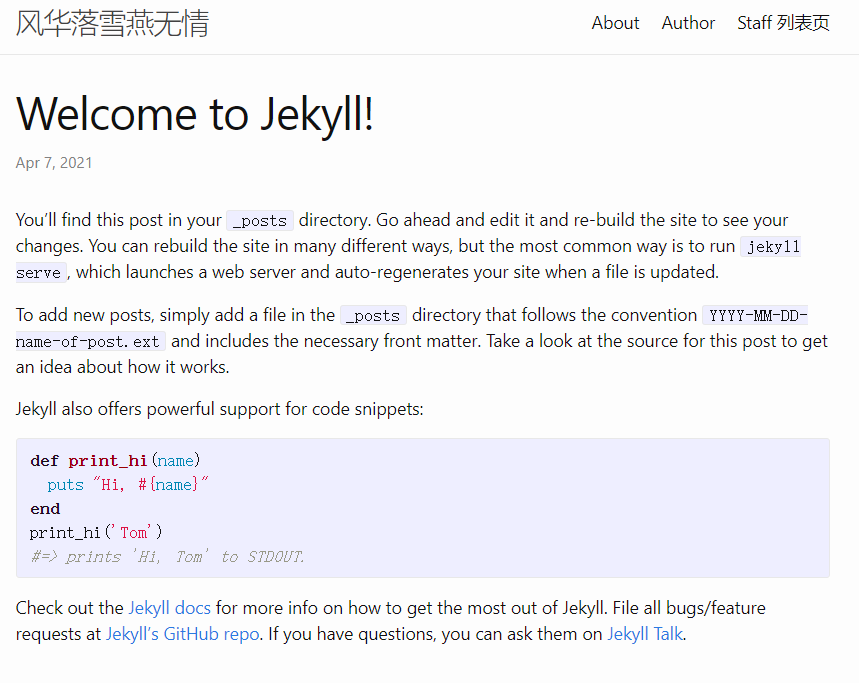 风华落雪燕无情
About Author Staff 列表页
Welcome to Jekyll!
Apr 7, 2021
You’ll find this post in your _posts directory. Go ahead and edit it and re-build the site to see your
changes. You can rebuild the site in many different ways, but the most common way is to run jekyll
serve , which launches a web server and auto-regenerates your site when a file is updated.
To add new posts, simply add a file in the _posts directory that follows the convention YYYY-MM-DD-
name-of-post.ext and includes the necessary front matter. Take a look at the source for this post to get
an idea about how it works.
Jekyll also offers powerful support for code snippets:
def print_hi(name)
  puts "Hi, #{name}"
end
print_hi('Tom')
#=> prints 'Hi, Tom' to STDOUT.
Check out the Jekyll docs for more info on how to get the most out of Jekyll. File all bugs/feature
requests at Jekyll’s GitHub repo. If you have questions, you can ask them on Jekyll Talk.